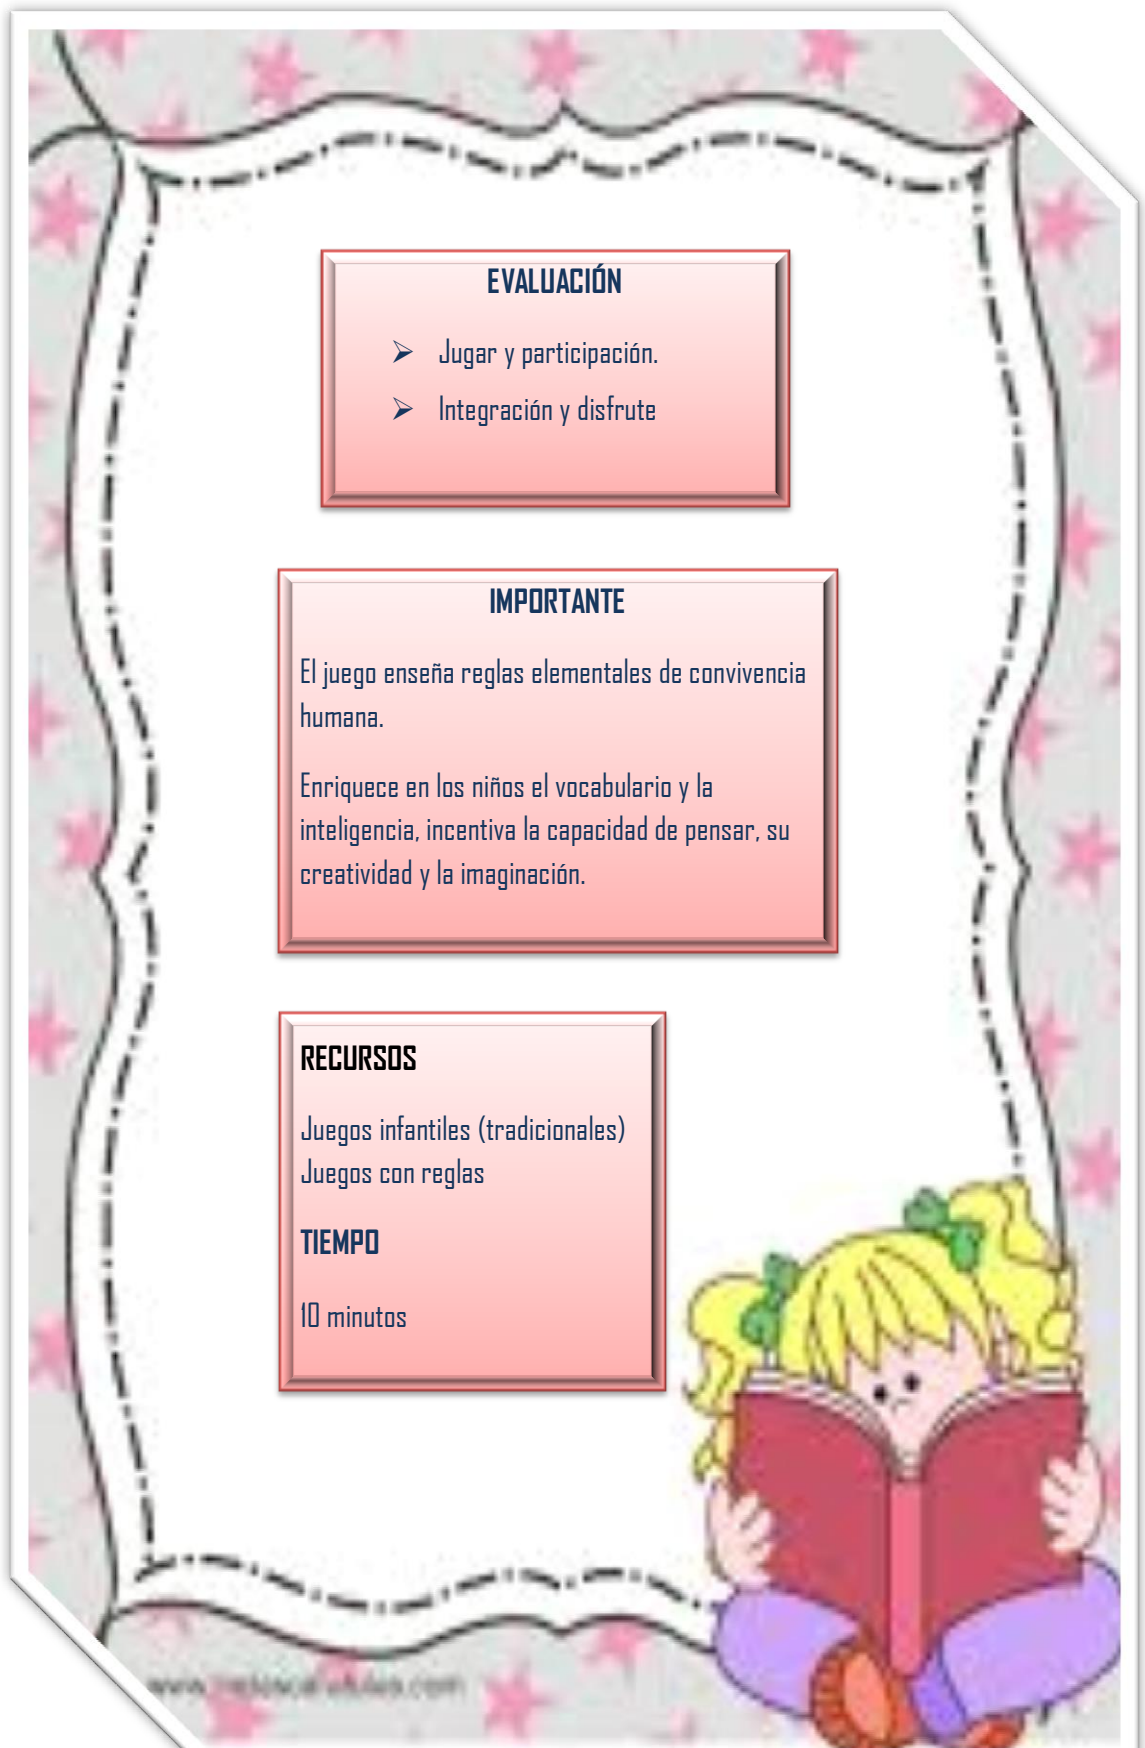 EVALUACIÓN
➢ Jugar y participación.
➢ Integración y disfrute
IMPORTANTE
El juego enseña reglas elementales de convivencia
humana.
Enriquece en los niños el vocabulario y la
inteligencia, incentiva la capacidad de pensar, su
creatividad y la imaginación.
RECURSOS
Juegos infantiles (tradicionales)
Juegos con reglas
TIEMPO
10 minutos